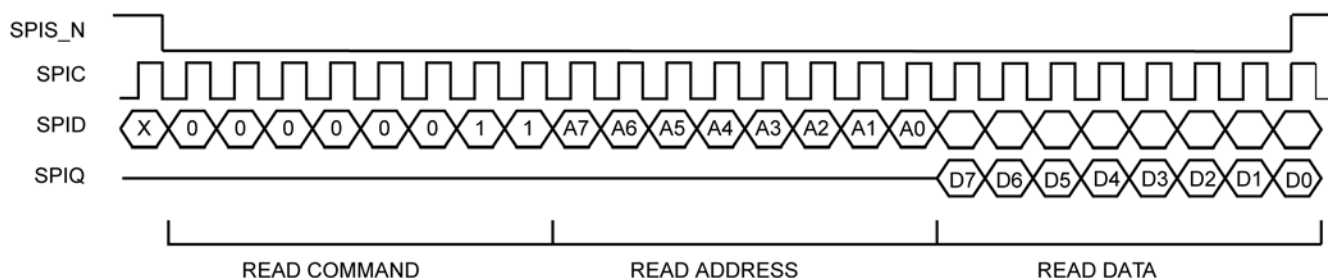 SPIS_N
SPIC
SPID X 0 0 0 0 0 0 1 1 A7 A6 A5 A4 A3 A2 A1 A0
SPIQ D7 D6 D5 D4 D3 D2 D1 D0
READ COMMAND READ ADDRESS READ DATA